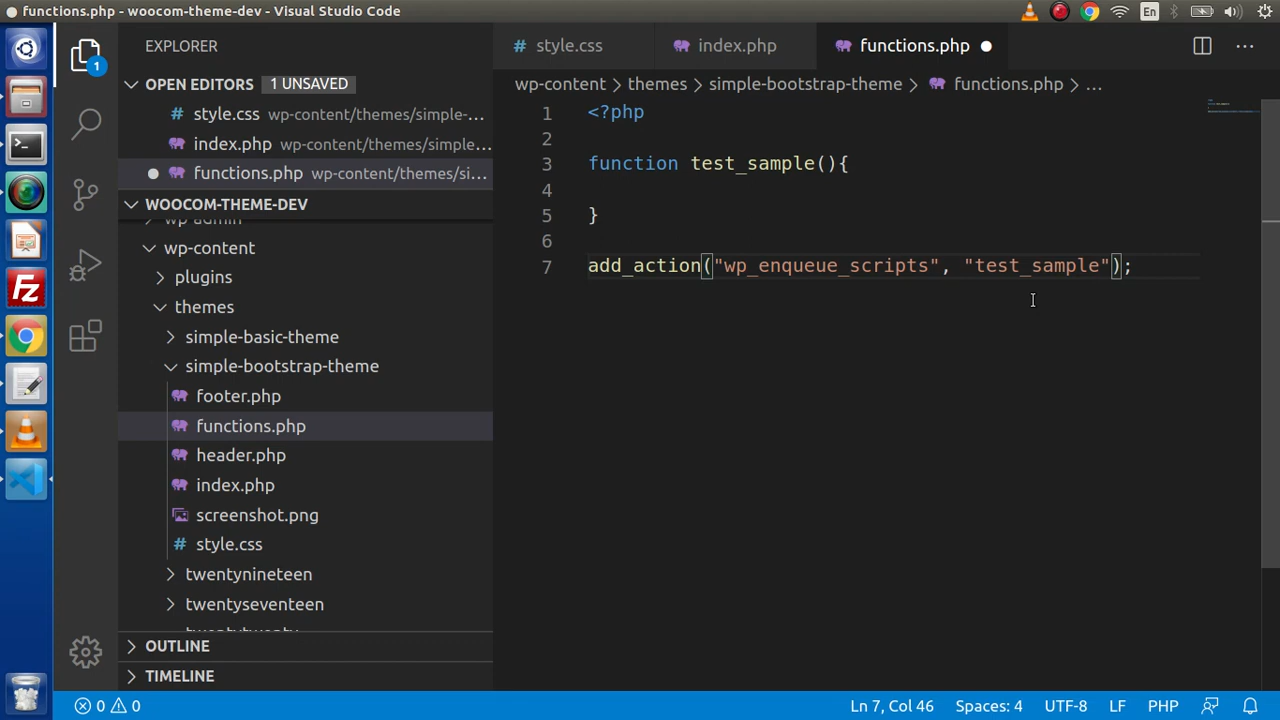 functions.php - woocom-theme-dev - Visual Studio Code
En
EXPLORER
OPEN EDITORS 1 UNSAVED
# style.css wp-content/themes/simple-...
index.php wp-content/themes/simple...
functions.php wp-content/themes/si...
WOOCOM-THEME-DEV
wp-admin
wp-content
plugins
themes
simple-basic-theme
simple-bootstrap-theme
footer.php
functions.php
header.php
index.php
screenshot.png
# style.css
twentynineteen
twentyseventeen
twentytwenty
OUTLINE
TIMELINE
1
# style.css
index.php
functions.php
wp-content > themes > simple-bootstrap-theme > functions.php > ...
1 <?php
2
3 function test_sample(){
4
5 }
6
7 add_action("wp_enqueue_scripts", "test_sample");
0 0
Ln 7, Col 46 Spaces: 4 UTF-8 LF PHP